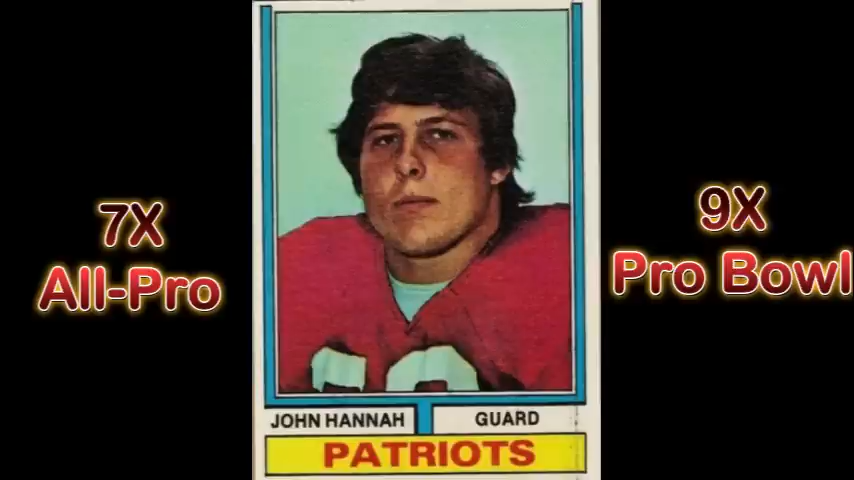 7X
All-Pro
JOHN HANNAH
GUARD
PATRIOTS
9X
Pro Bowl